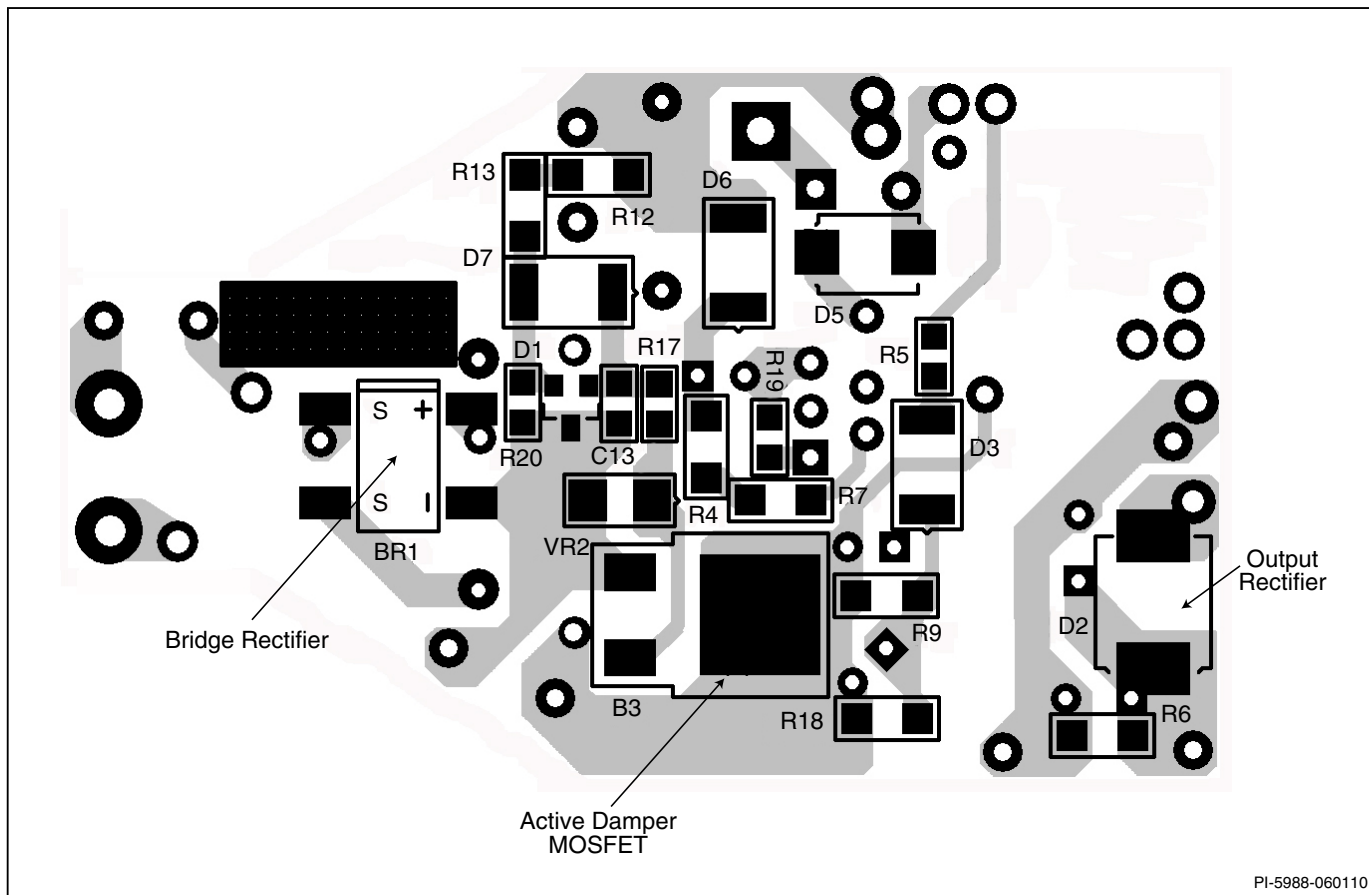 R13
R12
D6
D7
D5
D1
R17
R19
R5
S +
R20
C13
D3
S –
R4
R7
BR1
VR2
Output
Rectifier
Bridge Rectifier
R9
D2
B3
R18
R6
Active Damper
MOSFET
PI-5988-060110